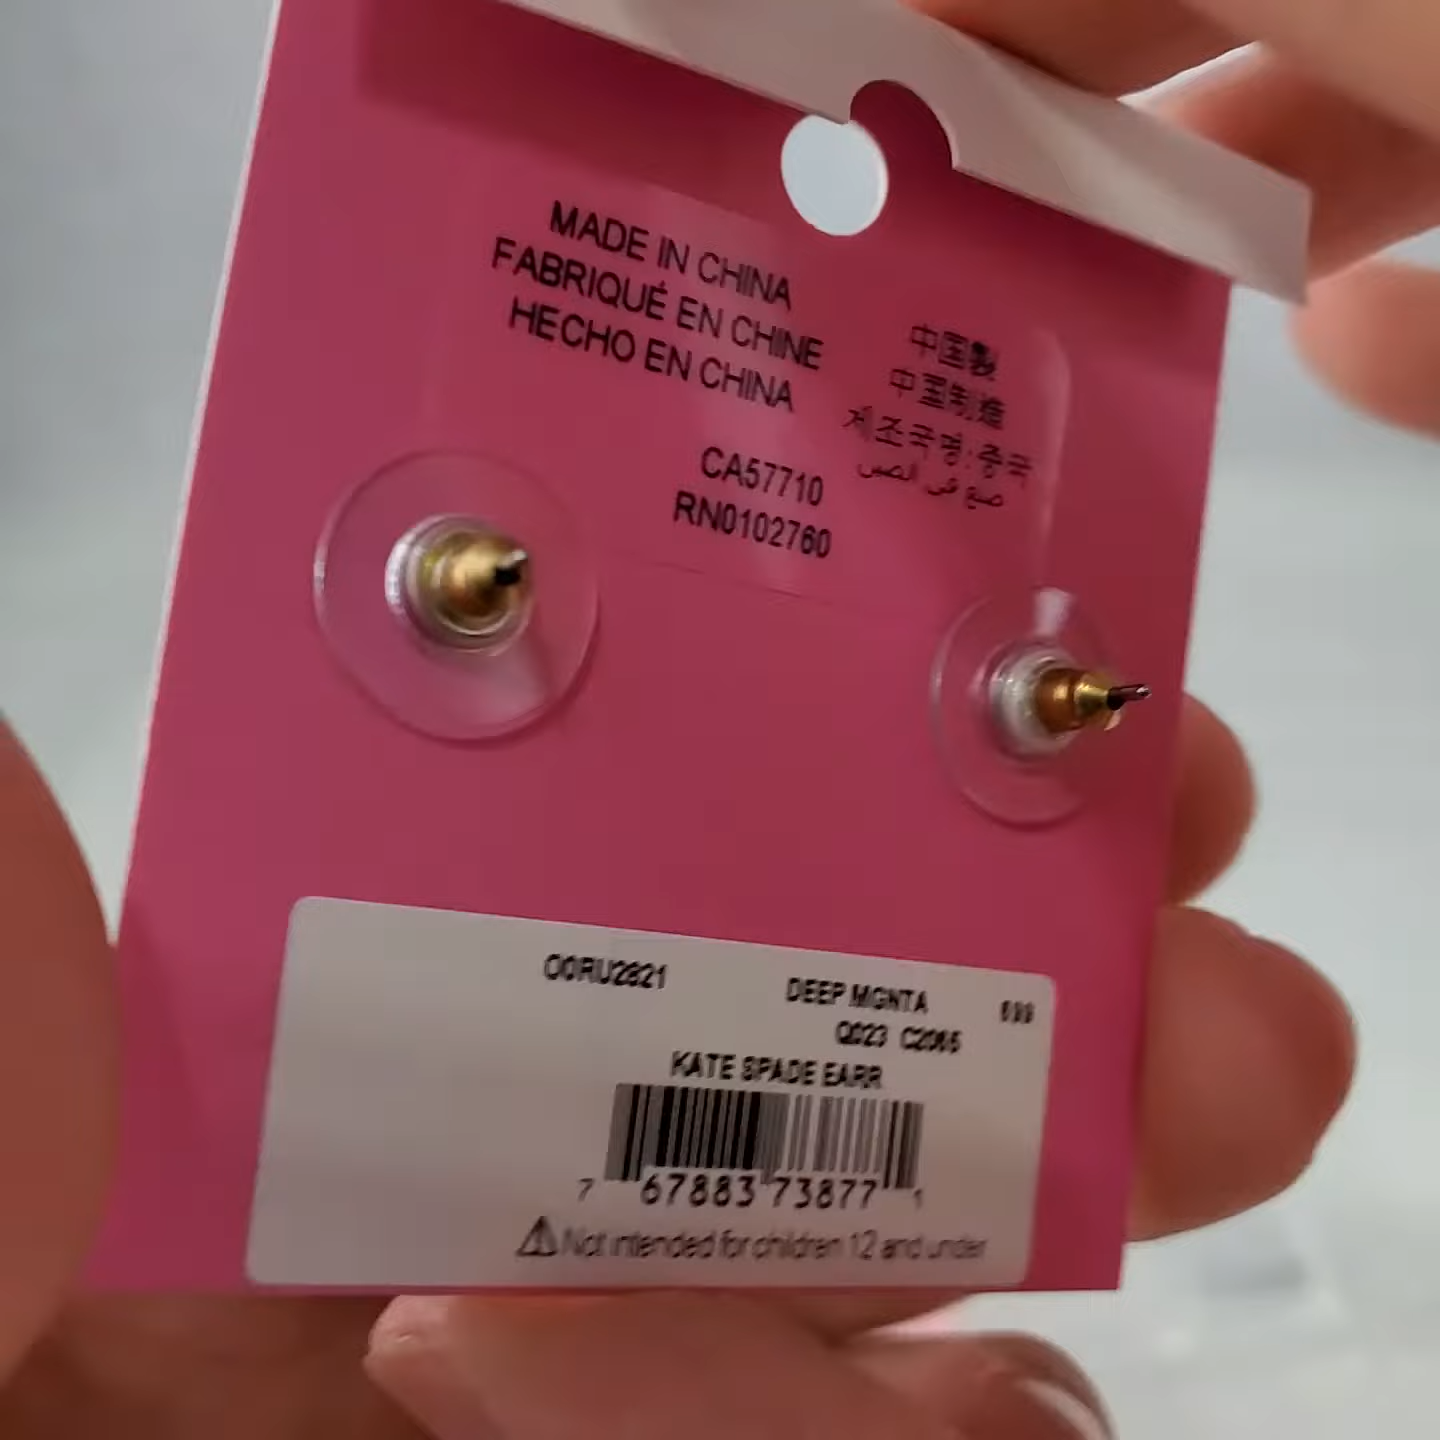 MADE IN CHINA
FABRIQUÉ EN CHINE
HECHO EN CHINA
中国製
中国制造
제조국명:중국
صنع في الصين
CA57710
RN0102760
O0RU2821
DEEP MGNTA
Q023 C2065
KATE SPADE EARR
7 67883 73877 1
⚠ Not intended for children 12 and under